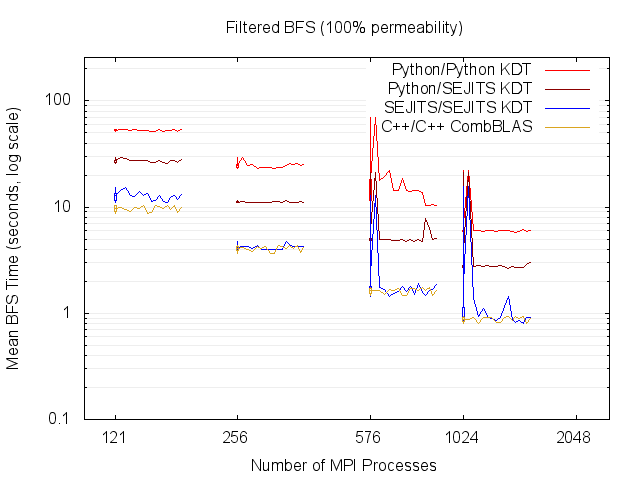 Filtered BFS (100% permeability)
Python/Python KDT
Python/SEJITS KDT
SEJITS/SEJITS KDT
C++/C++ CombBLAS
Mean BFS Time (seconds, log scale)
100
10
1
0.1
121 256 576 1024 2048
Number of MPI Processes